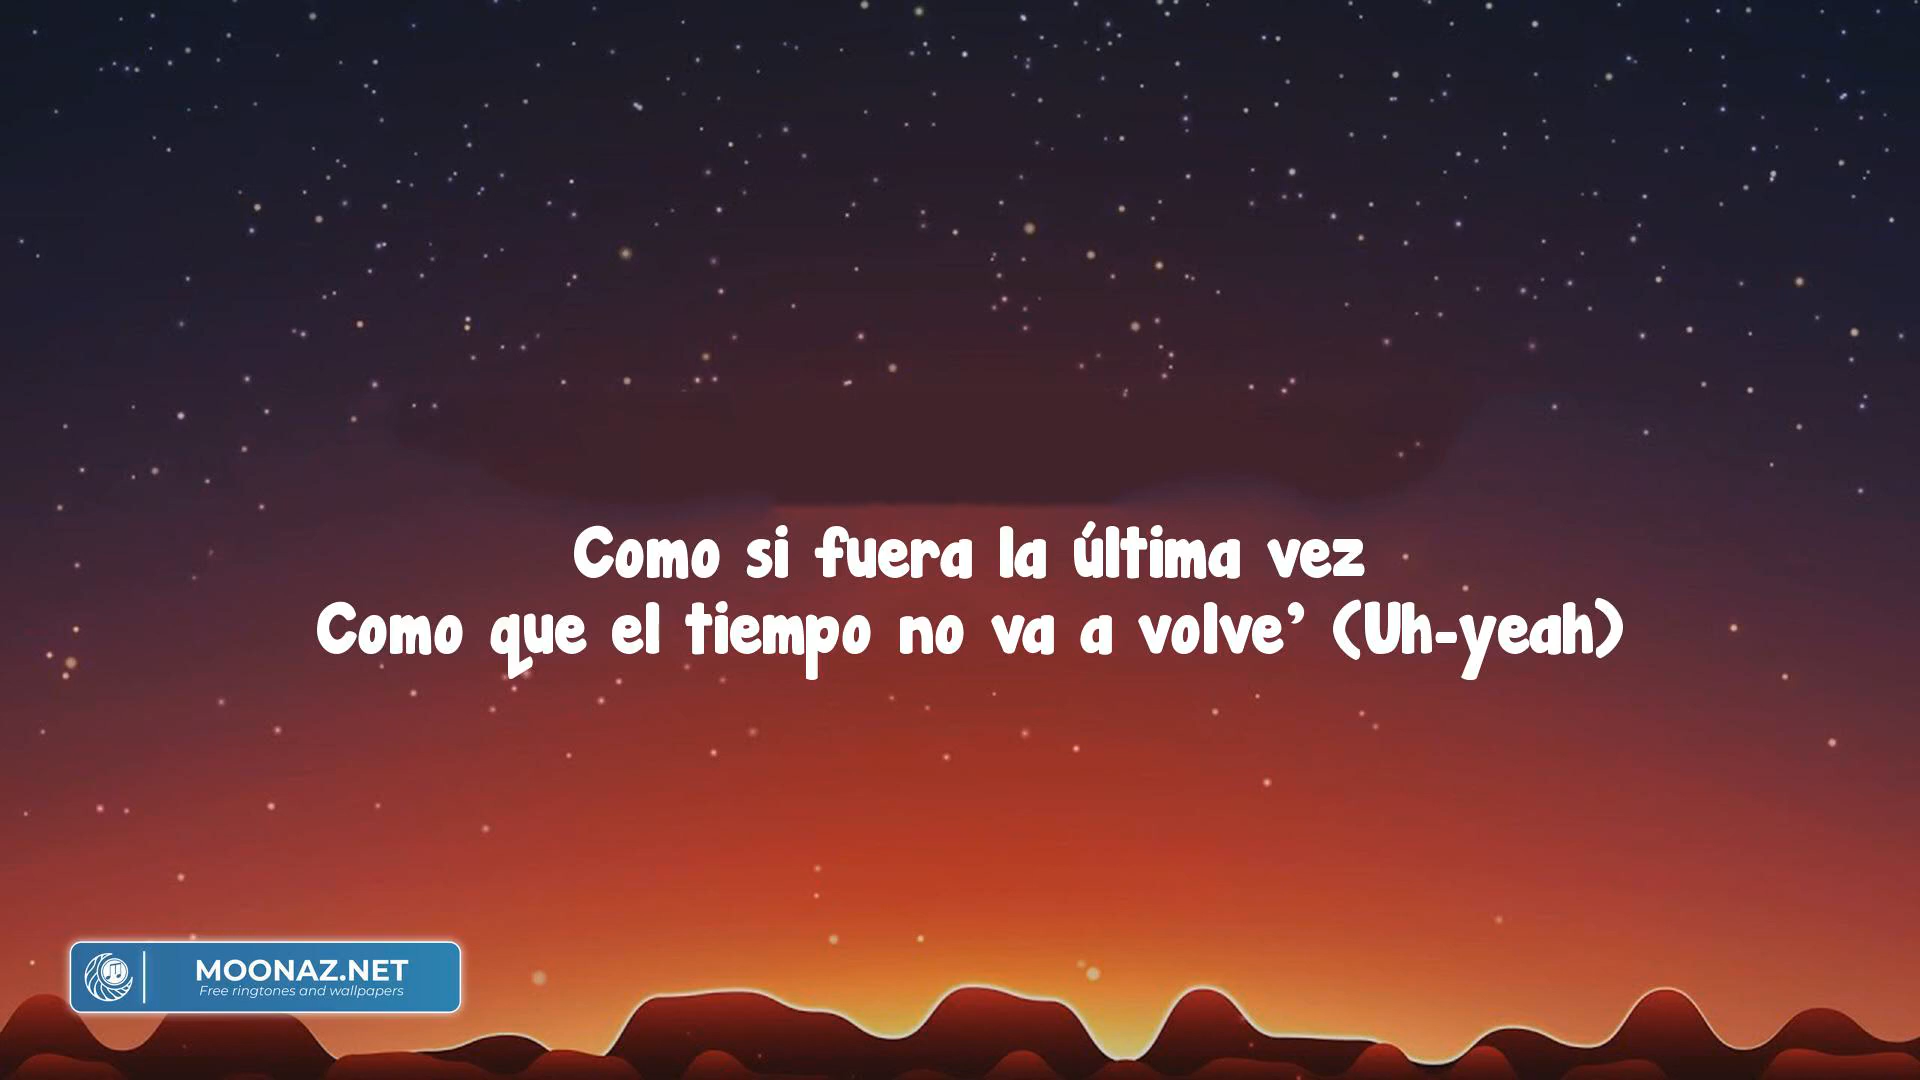 Como si fuera la última vez
Como que el tiempo no va a volve’ (Uh-yeah)
MOONAZ.NET
Free ringtones and wallpapers